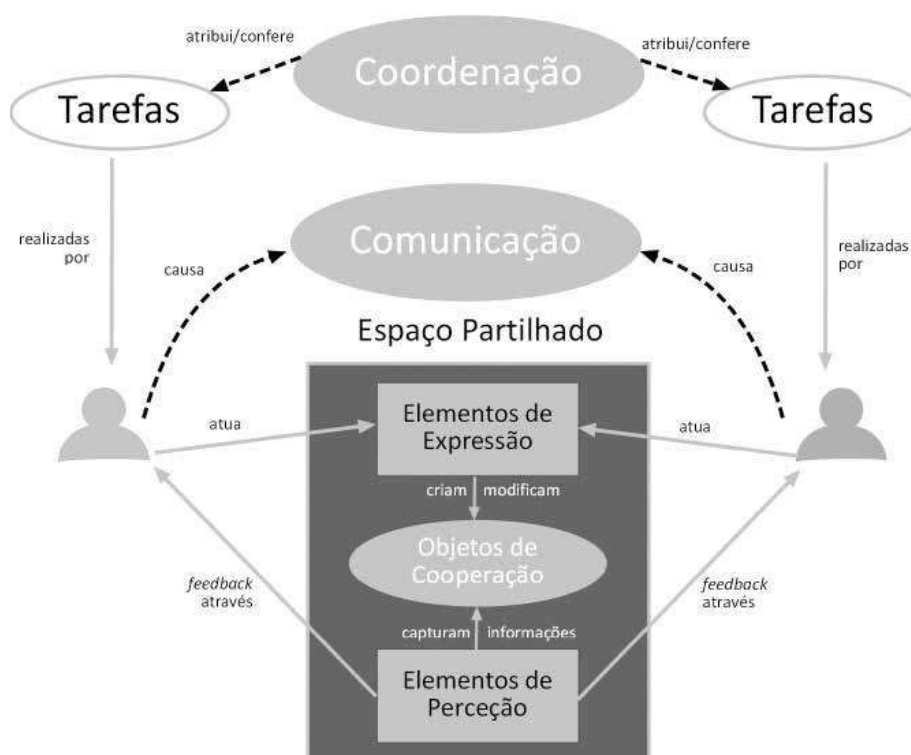 atribui/confere
Coordenação
atribui/confere
Tarefas
Tarefas
realizadas
por
Comunicação
realizadas
por
causa
causa
Espaço Partilhado
Elementos de
Expressão
atua
atua
criam modificam
Objetos de
Cooperação
feedback
através
feedback
através
capturam informações
Elementos de
Perceção